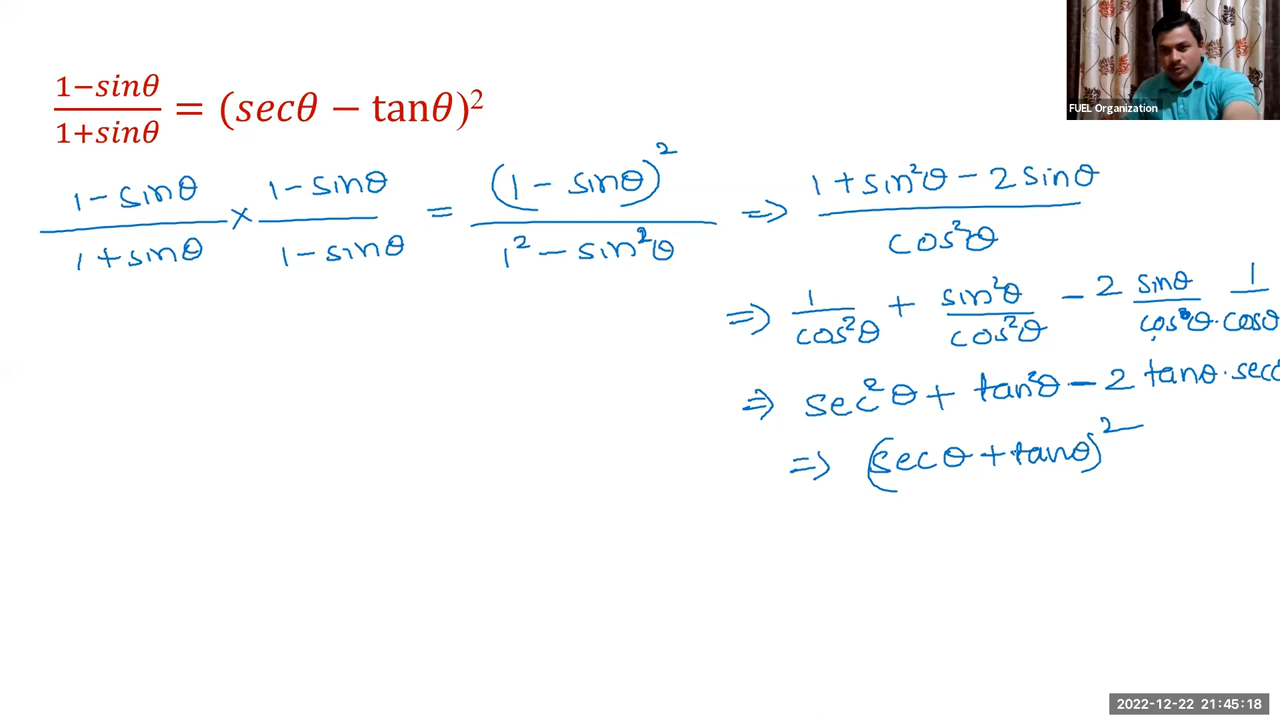 FUEL Organization
(1-sinθ)/(1+sinθ) = (secθ − tanθ)²
(1 - sinθ)/(1 + sinθ) × (1 - sinθ)/(1 - sinθ) = (1 - sinθ)²/(1² - sin²θ) => (1 + sin²θ - 2 sinθ)/cos²θ
=> 1/cos²θ + sin²θ/cos²θ - 2 sinθ/cosθ · 1/cosθ
=> sec²θ + tan²θ - 2 tanθ · sec
=> (secθ + tanθ)²
2022-12-22 21:45:18